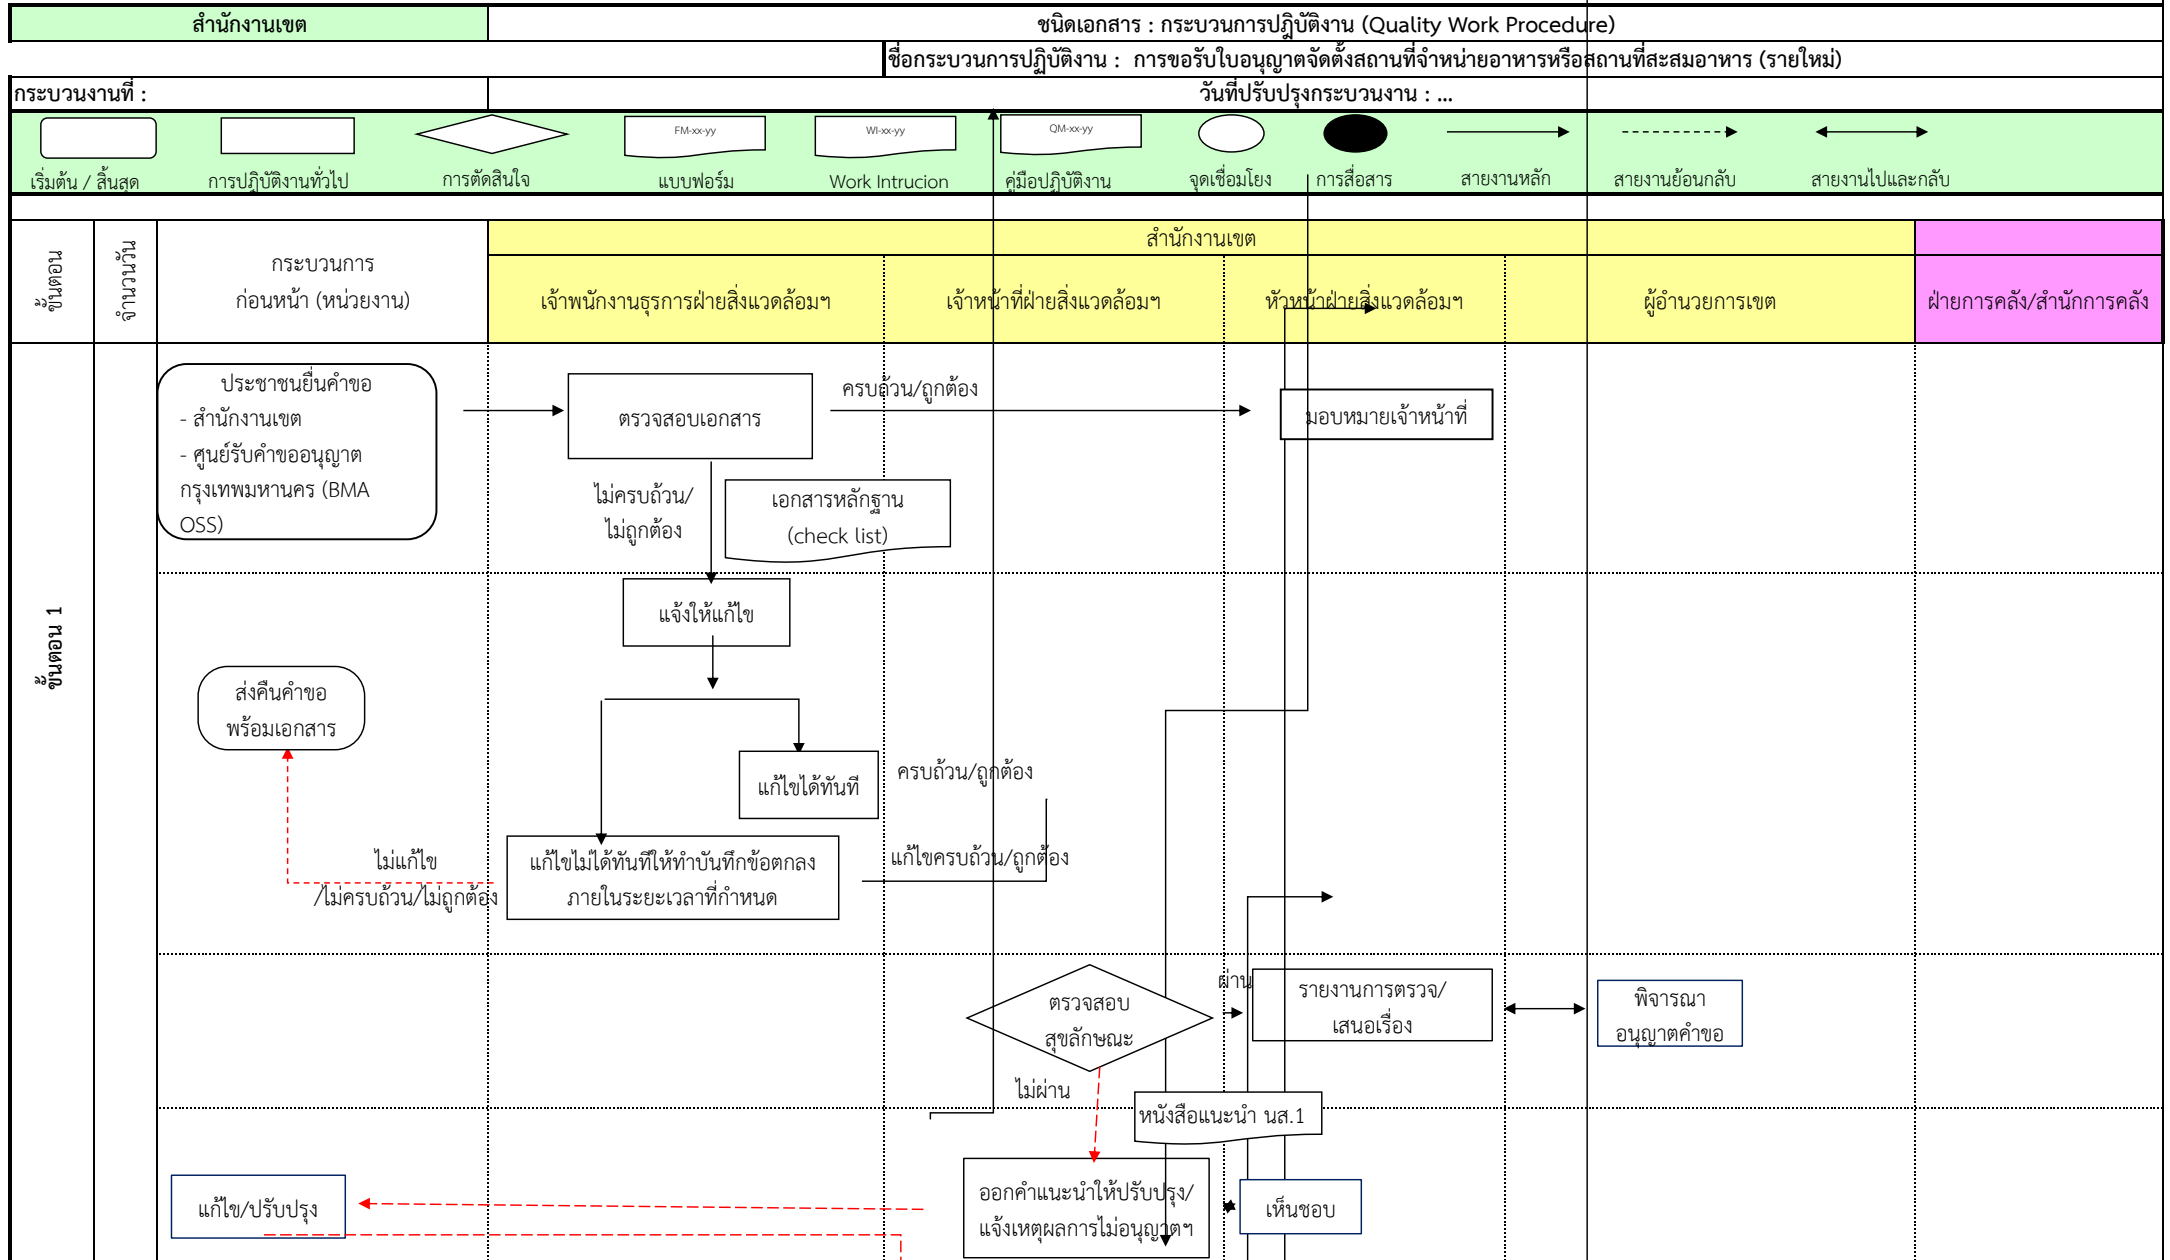 สำนักงานเขต
ชนิดเอกสาร : กระบวนการปฏิบัติงาน (Quality Work Procedure)
ชื่อกระบวนการปฏิบัติงาน : การขอรับใบอนุญาตจัดตั้งสถานที่จำหน่ายอาหารหรือสถานที่สะสมอาหาร (รายใหม่)
กระบวนงานที่ :
วันที่ปรับปรุงกระบวนงาน : ...
FM-xx-yy
WI-xx-yy
QM-xx-yy
เริ่มต้น / สิ้นสุด
การปฏิบัติงานทั่วไป
การตัดสินใจ
แบบฟอร์ม
Work Intrucion
คู่มือปฏิบัติงาน
จุดเชื่อมโยง
การสื่อสาร
สายงานหลัก
สายงานย้อนกลับ
สายงานไปและกลับ
ขั้นตอน
จำนวนวัน
กระบวนการ
ก่อนหน้า (หน่วยงาน)
สำนักงานเขต
เจ้าพนักงานธุรการฝ่ายสิ่งแวดล้อมฯ
เจ้าหน้าที่ฝ่ายสิ่งแวดล้อมฯ
หัวหน้าฝ่ายสิ่งแวดล้อมฯ
ผู้อำนวยการเขต
ฝ่ายการคลัง/สำนักการคลัง
ขั้นตอน 1
ประชาชนยื่นคำขอ
- สำนักงานเขต
- ศูนย์รับคำขออนุญาต
กรุงเทพมหานคร (BMA
OSS)
ตรวจสอบเอกสาร
ครบถ้วน/ถูกต้อง
มอบหมายเจ้าหน้าที่
ไม่ครบถ้วน/
ไม่ถูกต้อง
เอกสารหลักฐาน
(check list)
แจ้งให้แก้ไข
ส่งคืนคำขอ
พร้อมเอกสาร
แก้ไขได้ทันที
ครบถ้วน/ถูกต้อง
ไม่แก้ไข
/ไม่ครบถ้วน/ไม่ถูกต้อง
แก้ไขไม่ได้ทันทีให้ทำบันทึกข้อตกลง
ภายในระยะเวลาที่กำหนด
แก้ไขครบถ้วน/ถูกต้อง
ตรวจสอบ
สุขลักษณะ
ผ่าน
รายงานการตรวจ/
เสนอเรื่อง
พิจารณา
อนุญาตคำขอ
ไม่ผ่าน
หนังสือแนะนำ นส.1
แก้ไข/ปรับปรุง
ออกคำแนะนำให้ปรับปรุง/
แจ้งเหตุผลการไม่อนุญาตฯ
เห็นชอบ